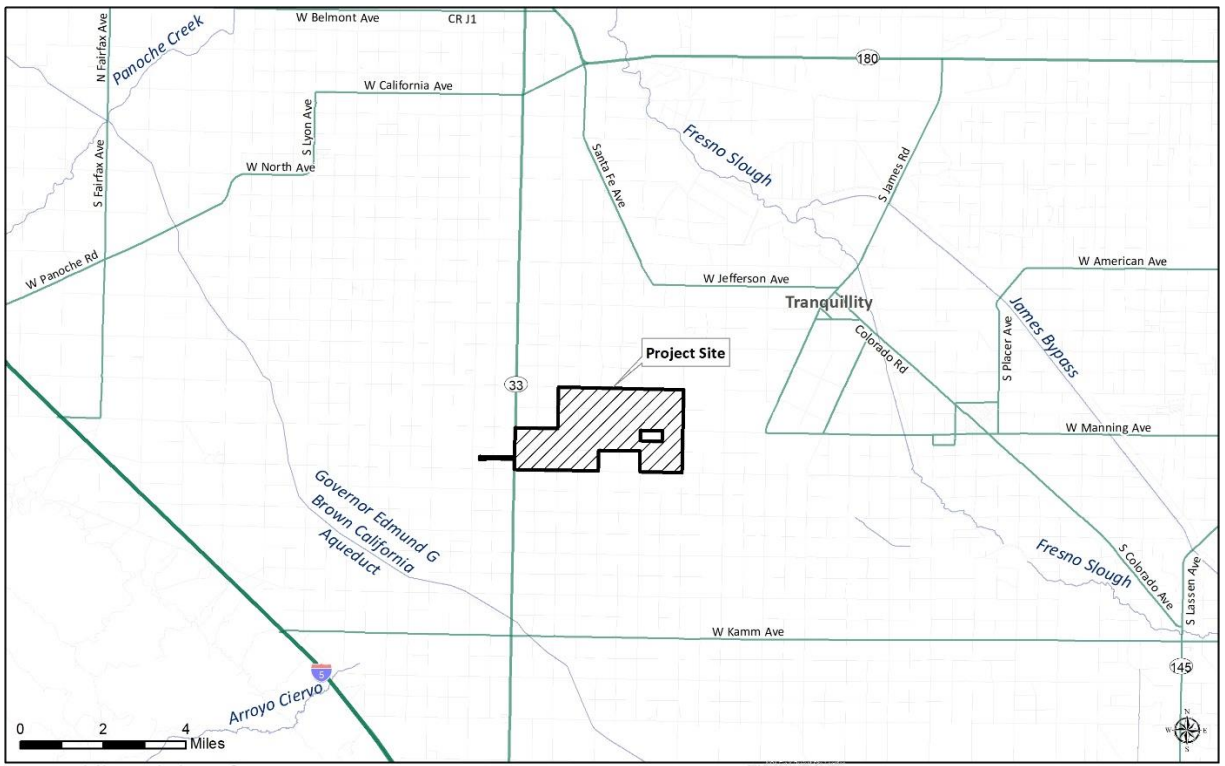 W Belmont Ave
CR J1
N Fairfax Ave
Panoche Creek
180
W California Ave
S Lyon Ave
Fresno Slough
Santa Fe Ave
S James Rd
S Fairfax Ave
W North Ave
W Panoche Rd
W Jefferson Ave
W American Ave
Tranquillity
James Bypass
Colorado Rd
S Placer Ave
Project Site
33
W Manning Ave
Governor Edmund G
Brown California
Aqueduct
Fresno Slough
S Colorado Ave
S Lassen Ave
W Kamm Ave
145
5
Arroyo Ciervo
0 2 4
Miles
N
W E
S